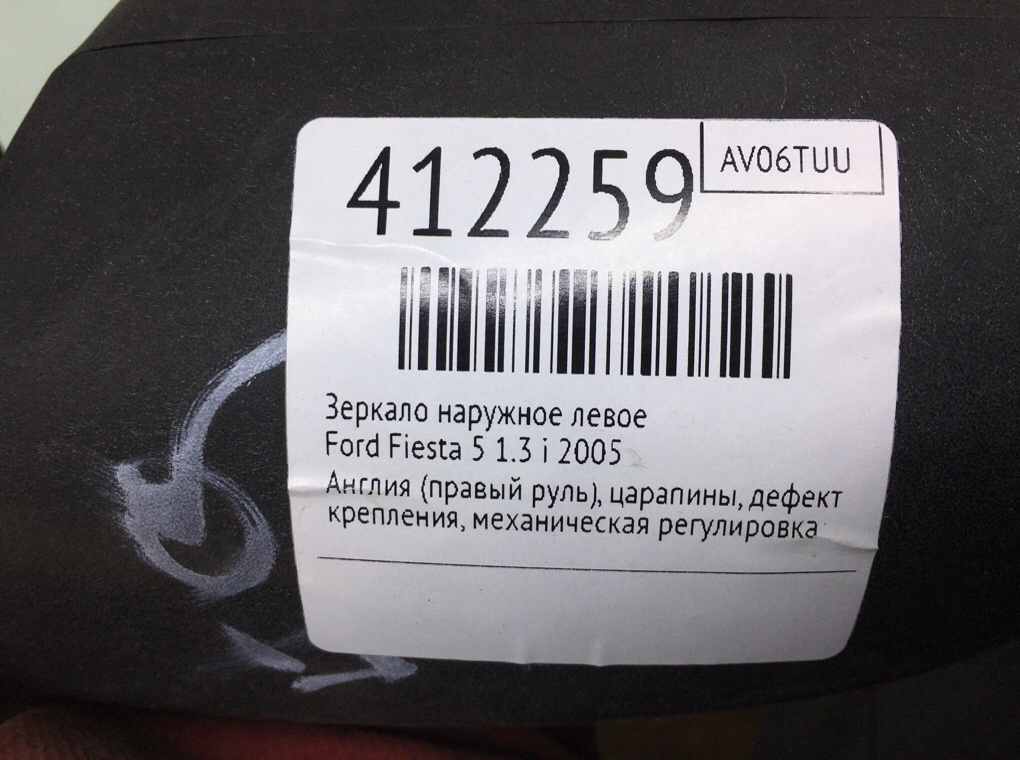 412259
AV06TUU
Зеркало наружное левое
Ford Fiesta 5 1.3 i 2005
Англия (правый руль), царапины, дефект
крепления, механическая регулировка